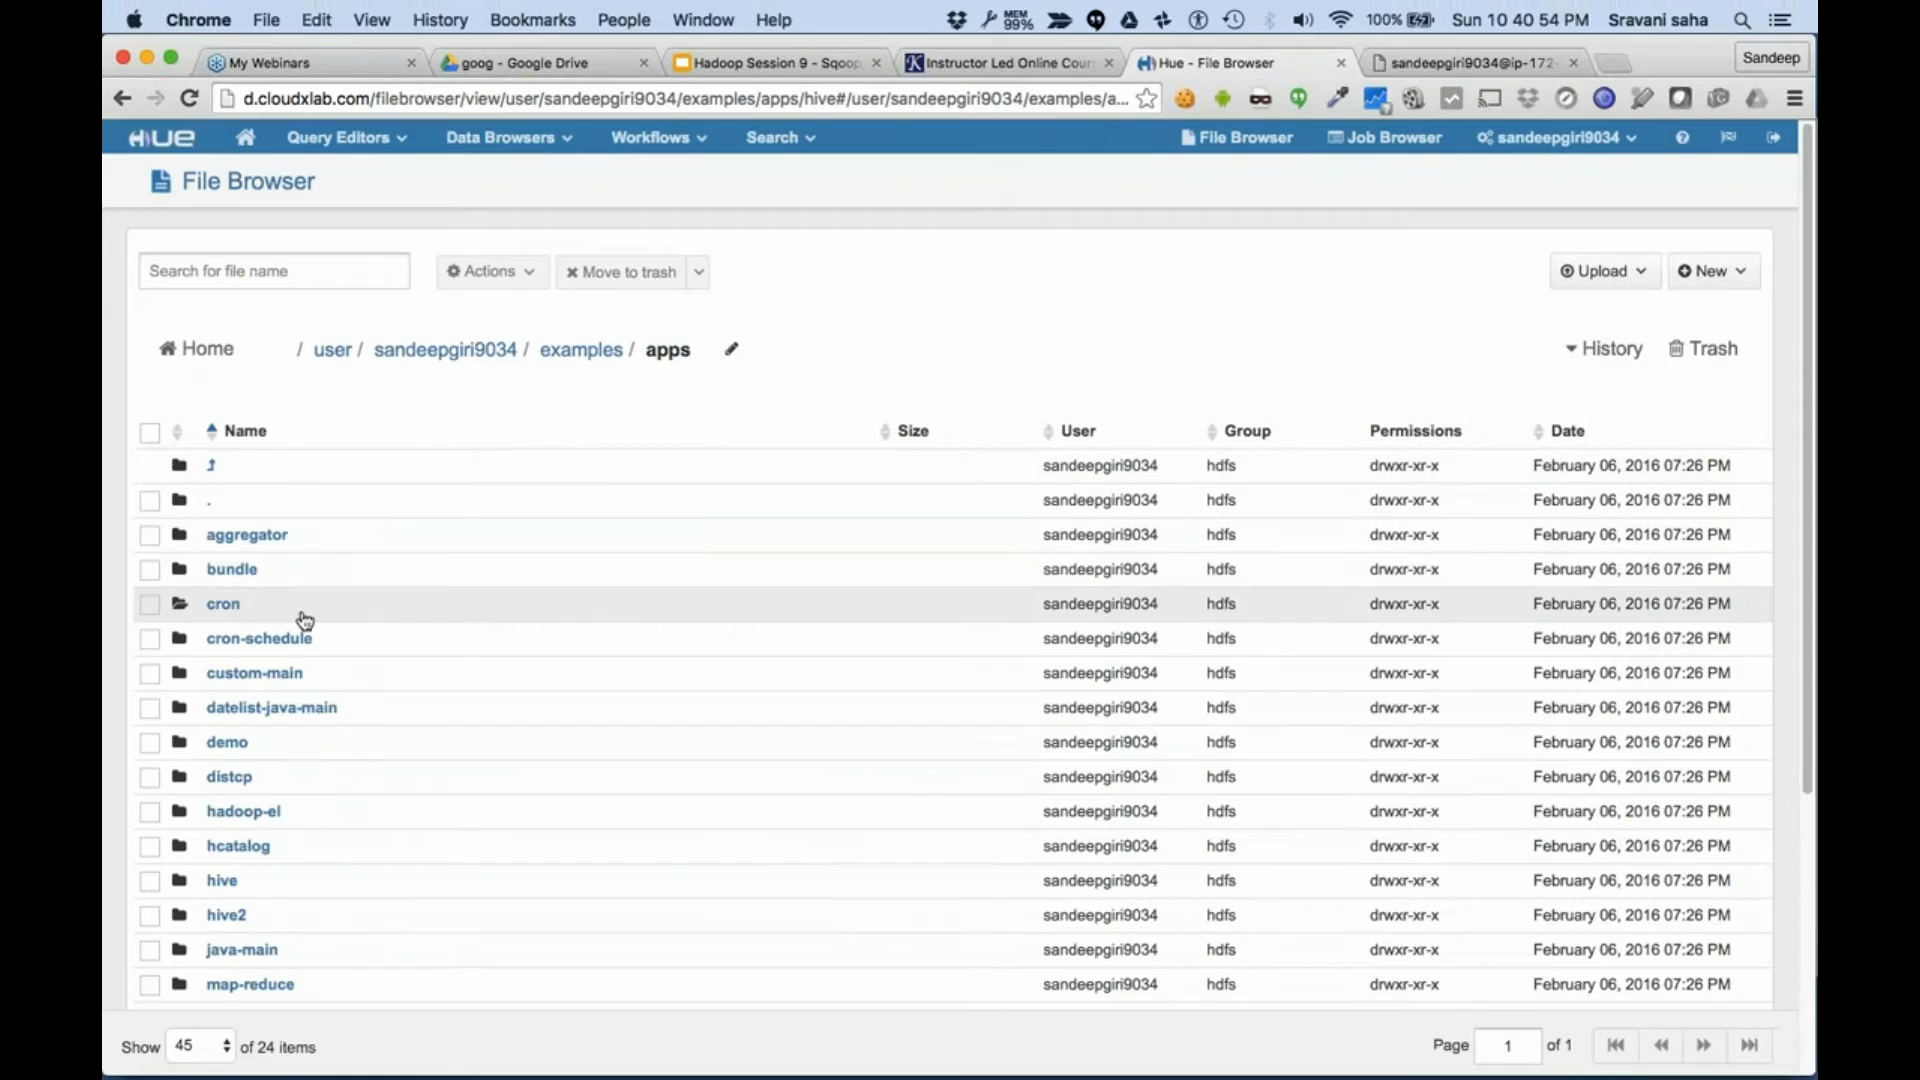 Chrome File Edit View History Bookmarks People Window Help MEM 99% 100% Sun 10 40 54 PM Sravani saha
My Webinars goog - Google Drive Hadoop Session 9 - Sqoop Instructor Led Online Cour Hue - File Browser sandeepgiri9034@ip-172- Sandeep
d.cloudxlab.com/filebrowser/view/user/sandeepgiri9034/examples/apps/hive#/user/sandeepgiri9034/examples/a...
HUE Query Editors Data Browsers Workflows Search File Browser Job Browser sandeepgiri9034
File Browser
Search for file name Actions Move to trash Upload New
Home / user / sandeepgiri9034 / examples / apps History Trash
Name Size User Group Permissions Date
sandeepgiri9034 hdfs drwxr-xr-x February 06, 2016 07:26 PM
. sandeepgiri9034 hdfs drwxr-xr-x February 06, 2016 07:26 PM
aggregator sandeepgiri9034 hdfs drwxr-xr-x February 06, 2016 07:26 PM
bundle sandeepgiri9034 hdfs drwxr-xr-x February 06, 2016 07:26 PM
cron sandeepgiri9034 hdfs drwxr-xr-x February 06, 2016 07:26 PM
cron-schedule sandeepgiri9034 hdfs drwxr-xr-x February 06, 2016 07:26 PM
custom-main sandeepgiri9034 hdfs drwxr-xr-x February 06, 2016 07:26 PM
datelist-java-main sandeepgiri9034 hdfs drwxr-xr-x February 06, 2016 07:26 PM
demo sandeepgiri9034 hdfs drwxr-xr-x February 06, 2016 07:26 PM
distcp sandeepgiri9034 hdfs drwxr-xr-x February 06, 2016 07:26 PM
hadoop-el sandeepgiri9034 hdfs drwxr-xr-x February 06, 2016 07:26 PM
hcatalog sandeepgiri9034 hdfs drwxr-xr-x February 06, 2016 07:26 PM
hive sandeepgiri9034 hdfs drwxr-xr-x February 06, 2016 07:26 PM
hive2 sandeepgiri9034 hdfs drwxr-xr-x February 06, 2016 07:26 PM
java-main sandeepgiri9034 hdfs drwxr-xr-x February 06, 2016 07:26 PM
map-reduce sandeepgiri9034 hdfs drwxr-xr-x February 06, 2016 07:26 PM
Show 45 of 24 items Page 1 of 1